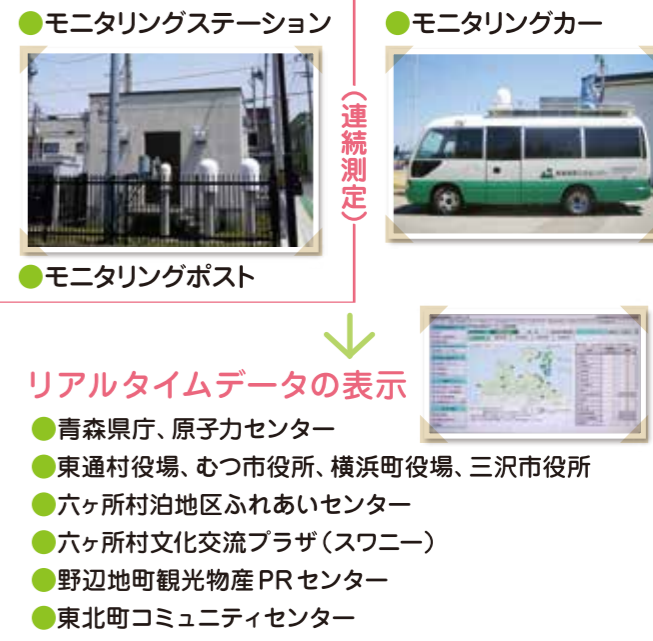 ●モニタリングステーション
●モニタリングカー
（連続測定）
●モニタリングポスト
リアルタイムデータの表示
●青森県庁、原子力センター
●東通村役場、むつ市役所、横浜町役場、三沢市役所
●六ヶ所村泊地区ふれあいセンター
●六ヶ所村文化交流プラザ（スワニー）
●野辺地町観光物産PRセンター
●東北町コミュニティセンター